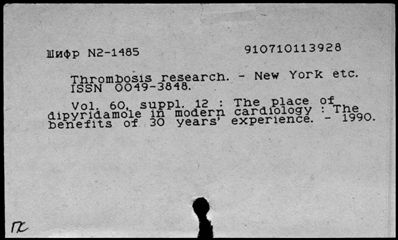 Шифр N2-1485 910710113928
Thrombosis research. - New York etc.
ISSN 0049-3848.
Vol. 60, suppl. 12 : The place of
dipyridamole in modern cardiology : The
benefits of 30 years' experience. - 1990.
ПС